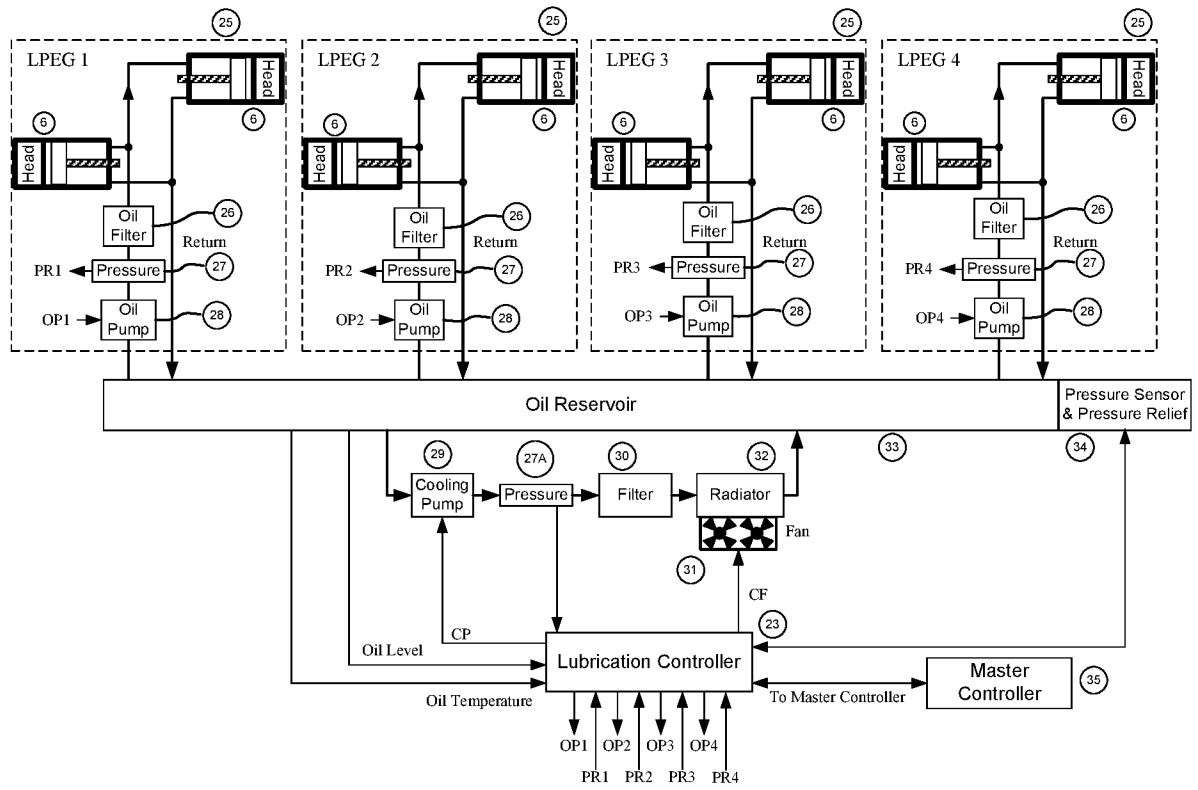 25
25
25
25
LPEG 1
LPEG 2
LPEG 3
LPEG 4
Head
Head
Head
Head
6
6
6
6
6
6
6
6
Head
Head
Head
Head
Oil
Filter
26
Oil
Filter
26
Oil
Filter
26
Oil
Filter
26
Return
Return
Return
Return
PR1
Pressure
27
PR2
Pressure
27
PR3
Pressure
27
PR4
Pressure
27
OP1
Oil
Pump
28
OP2
Oil
Pump
28
OP3
Oil
Pump
28
OP4
Oil
Pump
28
Oil Reservoir
Pressure Sensor
& Pressure Relief
29
27A
30
32
33
34
Cooling
Pump
Pressure
Filter
Radiator
Fan
31
CF
23
CP
Oil Level
Lubrication Controller
Oil Temperature
To Master Controller
Master
Controller
35
OP1
OP2
OP3
OP4
PR1
PR2
PR3
PR4